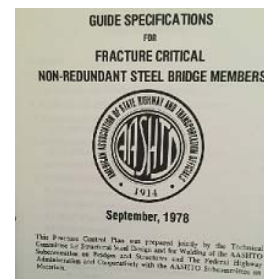 GUIDE SPECIFICATIONS
FOR
FRACTURE CRITICAL
NON-REDUNDANT STEEL BRIDGE MEMBERS
AMERICAN ASSOCIATION OF STATE HIGHWAY AND TRANSPORTATION OFFICIALS
AASHTO
· 1914 ·
September, 1978
This Fracture Control Plan was prepared jointly by the Technical
Committee for Structural Steel Design and for Welding of the AASHTO
Subcommittee on Bridges and Structures and The Federal Highway
Administration and Cooperatively with the AASHTO Subcommittee on
Materials.